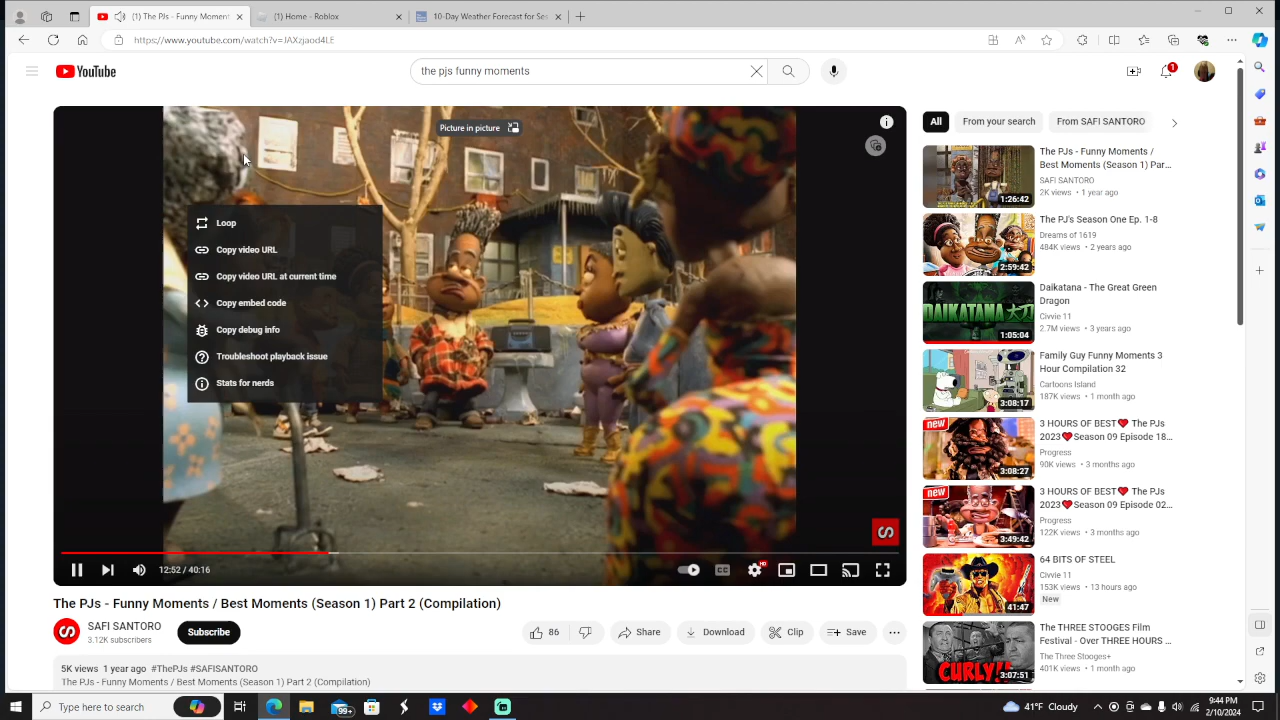 (1) The PJs - Funny Moment
(1) Home - Roblox
10-Day Weather Forecast for Se
https://www.youtube.com/watch?v=JAXzjaod4LE
YouTube
the pjs funny moments
1
Picture in picture
Loop
Copy video URL
Copy video URL at current time
Copy embed code
Copy debug info
Troubleshoot playback issue
Stats for nerds
12:52 / 40:16
CC
HD
The PJs - Funny Moments / Best Moments (Season 1) Part 2 (Compilation)
SAFI SANTORO
3.12K subscribers
Subscribe
86
Share
Download
Clip
Save
5K views 1 year ago #ThePJs #SAFISANTORO
The PJs - Funny Moments / Best Moments (Season 1) Part 2 (Compilation)
All
From your search
From SAFI SANTORO
The PJs - Funny Moments /
Best Moments (Season 1) Par...
SAFI SANTORO
2K views • 1 year ago
1:26:42
The PJ's Season One Ep. 1-8
Dreams of 1619
484K views • 2 years ago
2:59:42
Daikatana - The Great Green
Dragon
Civvie 11
2.7M views • 3 years ago
DAIKATANA 大刀
1:05:04
Family Guy Funny Moments 3
Hour Compilation 32
Cartoons Island
187K views • 1 month ago
3:08:17
new
3 HOURS OF BEST❤️ The PJs
2023❤️Season 09 Episode 18...
Progress
90K views • 3 months ago
3:08:27
new
3 HOURS OF BEST❤️ The PJs
2023❤️Season 09 Episode 02...
Progress
122K views • 3 months ago
3:49:42
64 BITS OF STEEL
Civvie 11
153K views • 13 hours ago
New
41:47
The THREE STOOGES Film
Festival - Over THREE HOURS ...
The Three Stooges+
401K views • 1 month ago
CURLY!!
3:07:51
Type here to search
99+
41°F Cloudy
9:44 PM
2/10/2024